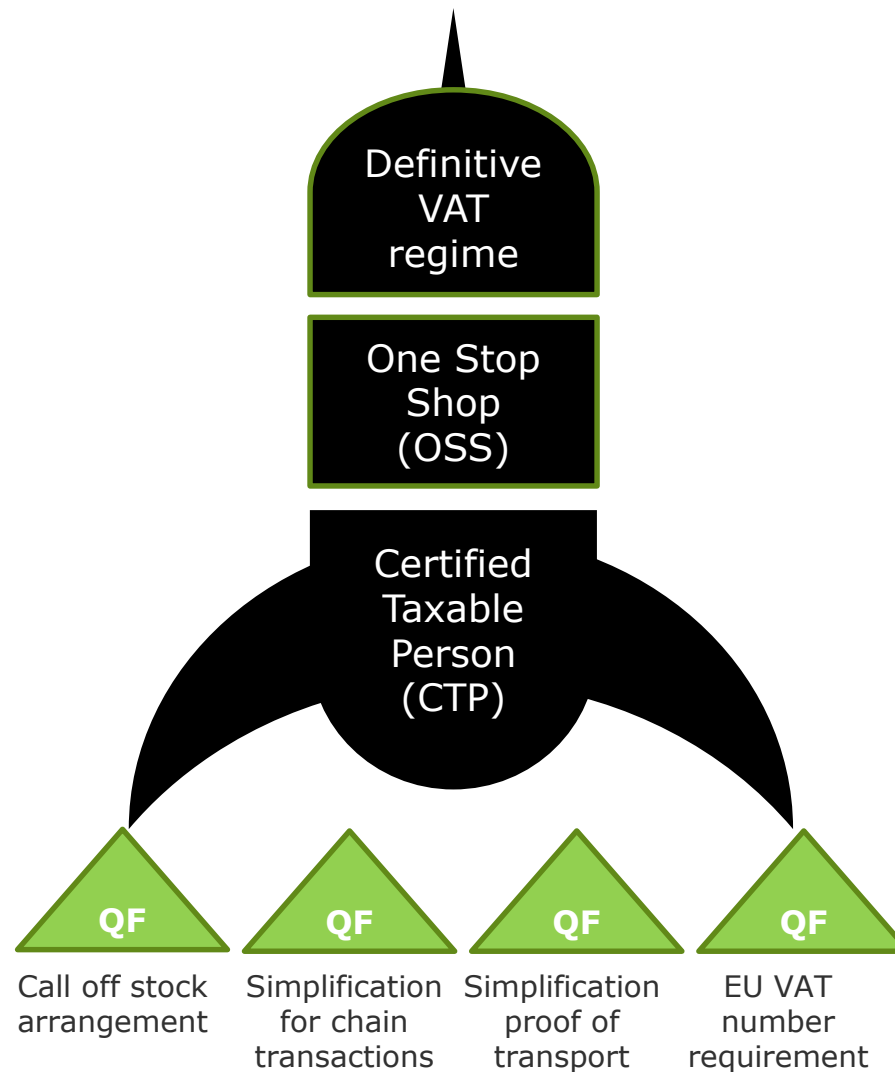 Definitive
VAT
regime
One Stop
Shop
(OSS)
Certified
Taxable
Person
(CTP)
QF
QF
QF
QF
Call off stock
arrangement
Simplification
for chain
transactions
Simplification
proof of
transport
EU VAT
number
requirement